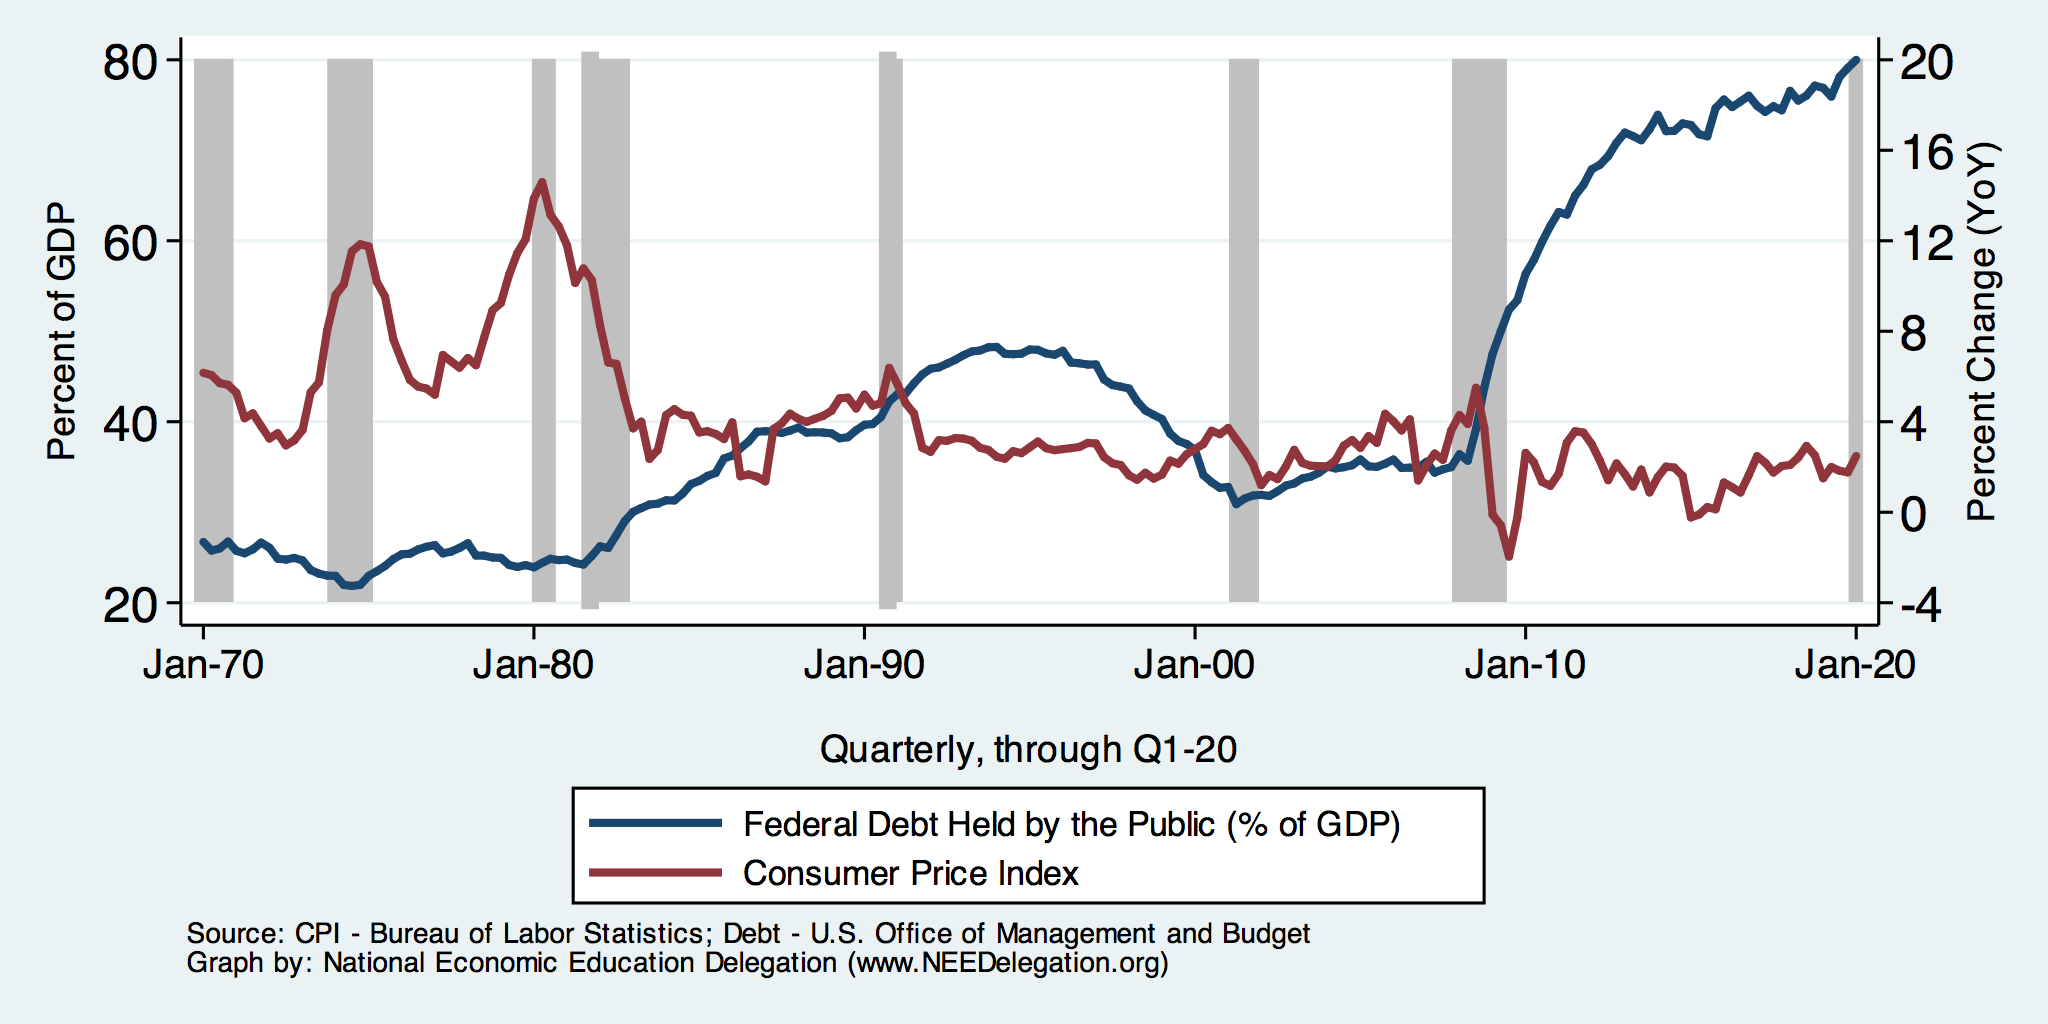 80
60
40
20
Percent of GDP
20
16
12
8
4
0
-4
Percent Change (YoY)
Jan-70 Jan-80 Jan-90 Jan-00 Jan-10 Jan-20
Quarterly, through Q1-20
Federal Debt Held by the Public (% of GDP)
Consumer Price Index
Source: CPI - Bureau of Labor Statistics; Debt - U.S. Office of Management and Budget
Graph by: National Economic Education Delegation (www.NEEDelegation.org)